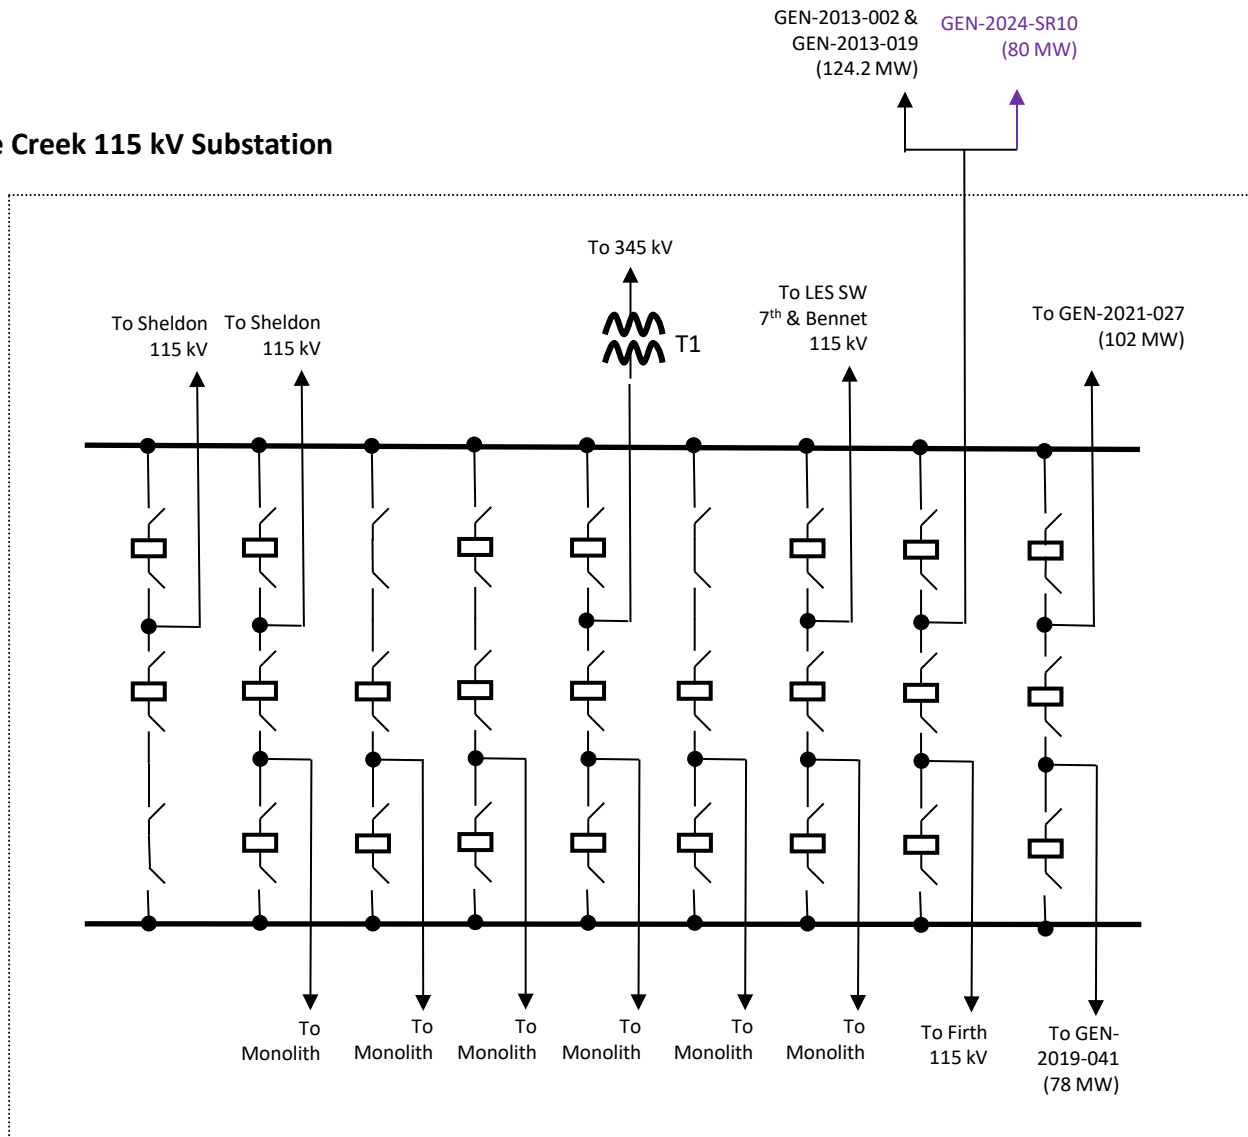 GEN-2013-002 &
GEN-2013-019
(124.2 MW)
GEN-2024-SR10
(80 MW)
e Creek 115 kV Substation
To 345 kV
T1
To Sheldon
115 kV
To Sheldon
115 kV
To LES SW
7th & Bennet
115 kV
To GEN-2021-027
(102 MW)
To
Monolith
To
Monolith
To
Monolith
To
Monolith
To
Monolith
To
Monolith
To Firth
115 kV
To GEN-
2019-041
(78 MW)